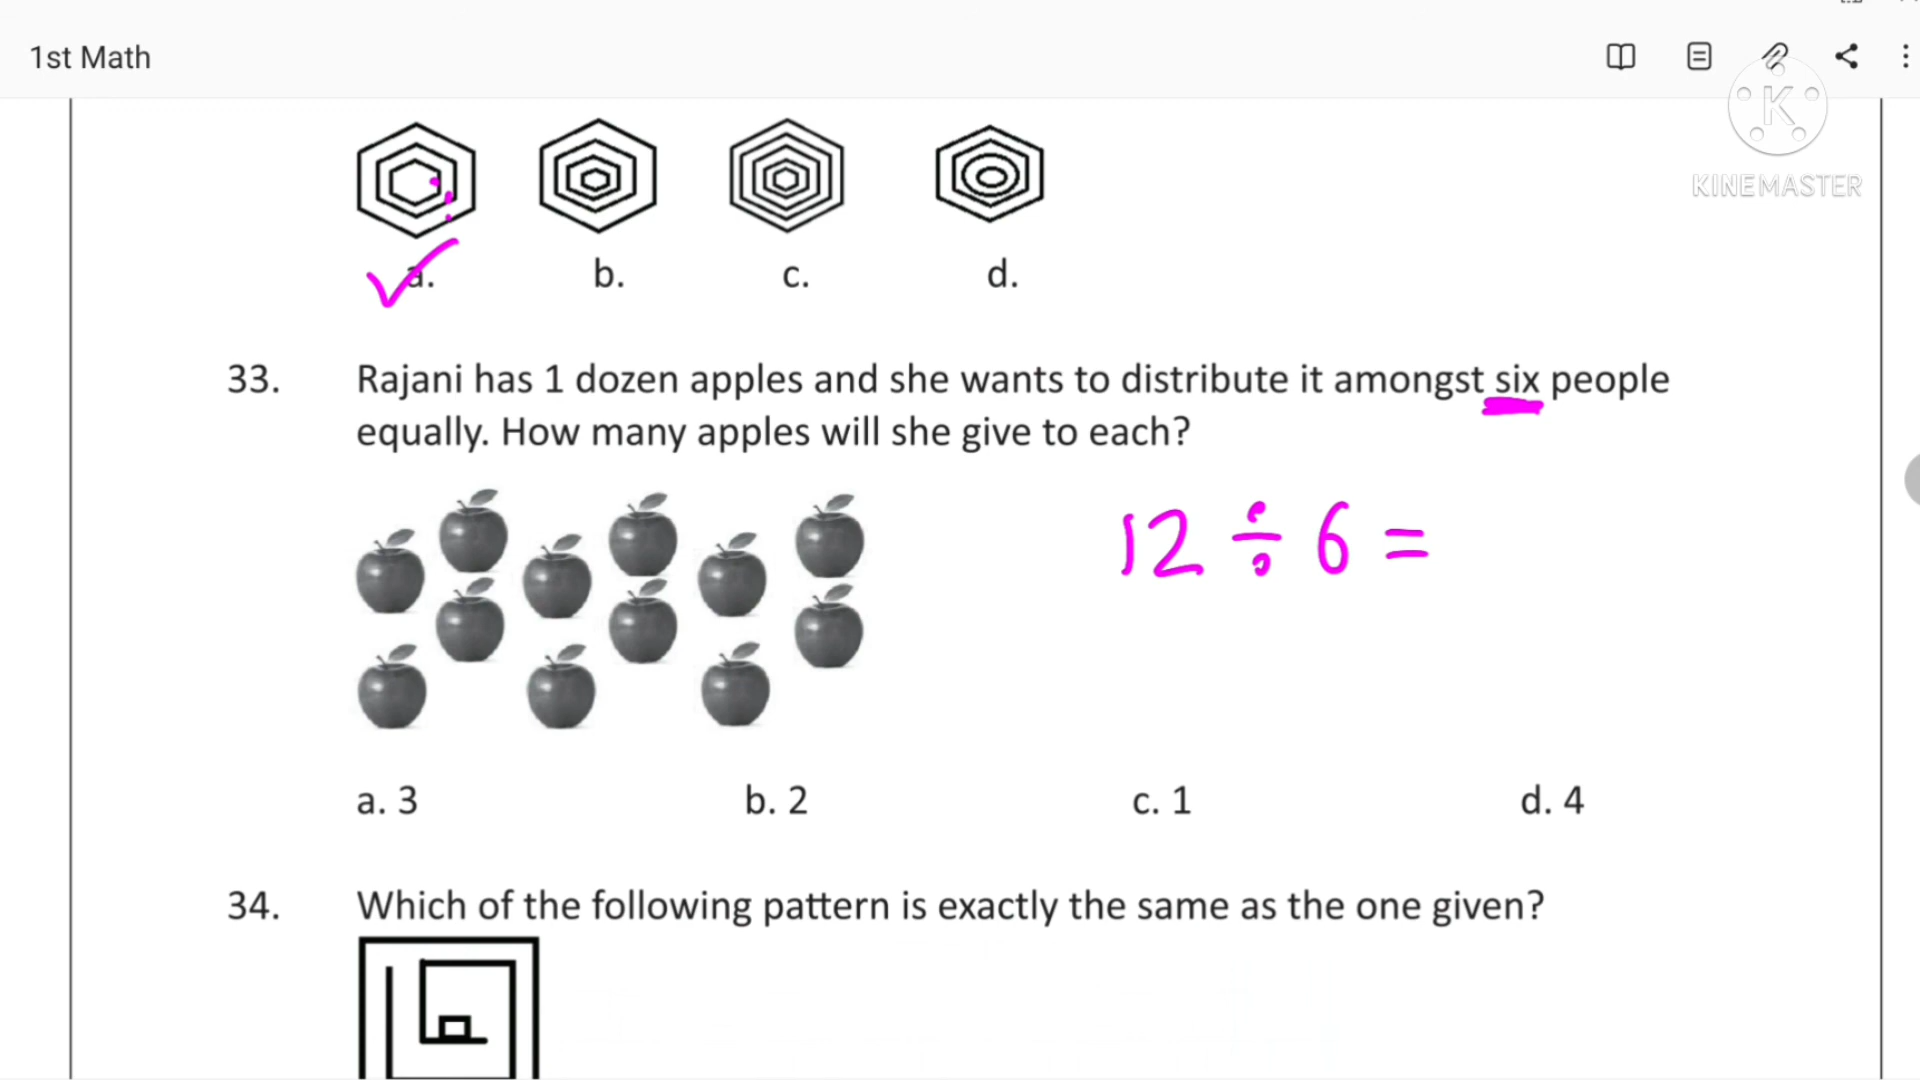 1st Math
KINEMASTER
a. b. c. d.
33. Rajani has 1 dozen apples and she wants to distribute it amongst six people
equally. How many apples will she give to each?
12 ÷ 6 =
a. 3 b. 2 c. 1 d. 4
34. Which of the following pattern is exactly the same as the one given?